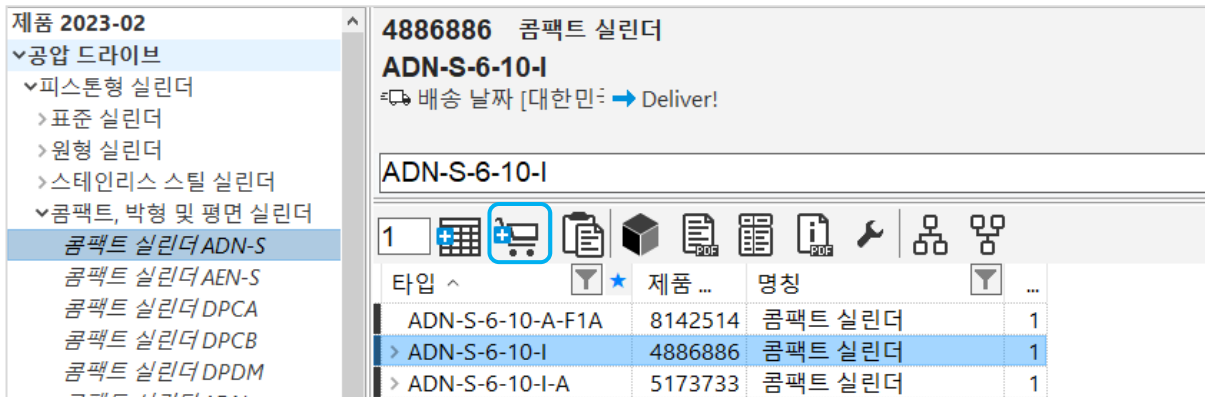 제품 2023-02
공압 드라이브
피스톤형 실린더
표준 실린더
원형 실린더
스테인리스 스틸 실린더
콤팩트, 박형 및 평면 실린더
콤팩트 실린더 ADN-S
콤팩트 실린더 AEN-S
콤팩트 실린더 DPCA
콤팩트 실린더 DPCB
콤팩트 실린더 DPDM
4886886 콤팩트 실린더
ADN-S-6-10-I
배송 날짜 [대한민 Deliver!
ADN-S-6-10-I
1 PDF PDF
타입 제품 ... 명칭 ...
ADN-S-6-10-A-F1A 8142514 콤팩트 실린더 1
ADN-S-6-10-I 4886886 콤팩트 실린더 1
ADN-S-6-10-I-A 5173733 콤팩트 실린더 1